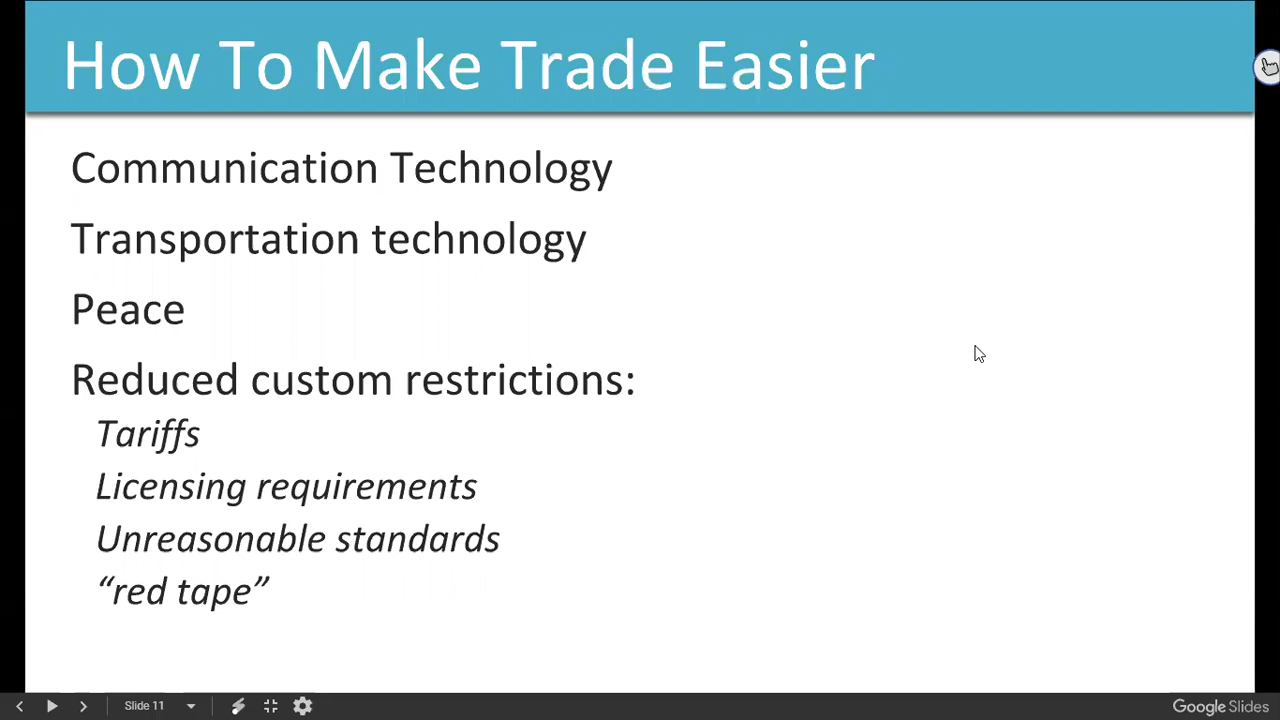 How To Make Trade Easier
Communication Technology
Transportation technology
Peace
Reduced custom restrictions:
Tariffs
Licensing requirements
Unreasonable standards
“red tape”
Slide 11
Google Slides